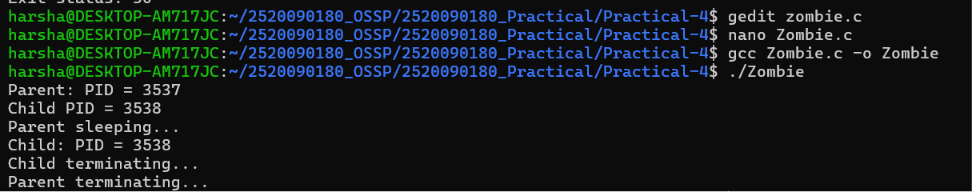 Exit status: 50
harsha@DESKTOP-AM717JC:~/2520090180_OSSP/2520090180_Practical/Practical-4$ gedit zombie.c
harsha@DESKTOP-AM717JC:~/2520090180_OSSP/2520090180_Practical/Practical-4$ nano Zombie.c
harsha@DESKTOP-AM717JC:~/2520090180_OSSP/2520090180_Practical/Practical-4$ gcc Zombie.c -o Zombie
harsha@DESKTOP-AM717JC:~/2520090180_OSSP/2520090180_Practical/Practical-4$ ./Zombie
Parent: PID = 3537
Child PID = 3538
Parent sleeping...
Child: PID = 3538
Child terminating...
Parent terminating...